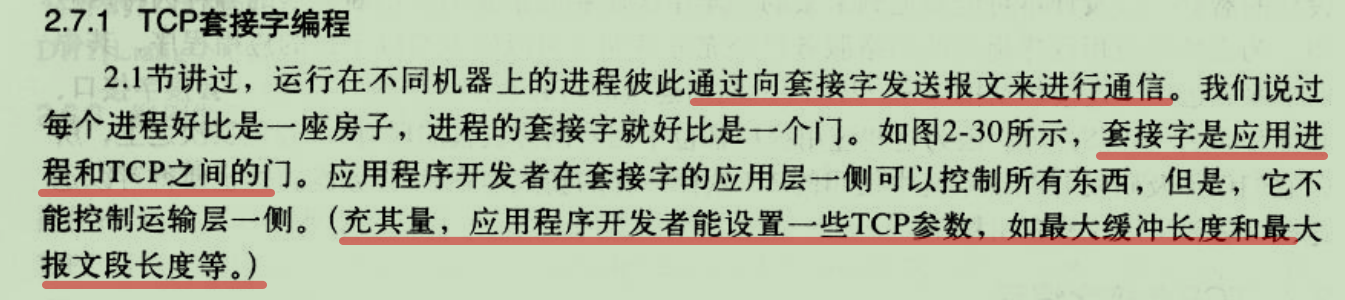 2.7.1 TCP套接字编程
2.1节讲过，运行在不同机器上的进程彼此通过向套接字发送报文来进行通信。我们说过
每个进程好比是一座房子，进程的套接字就好比是一个门。如图2-30所示，套接字是应用进
程和TCP之间的门。应用程序开发者在套接字的应用层一侧可以控制所有东西，但是，它不
能控制运输层一侧。（充其量，应用程序开发者能设置一些TCP参数，如最大缓冲长度和最大
报文段长度等。）